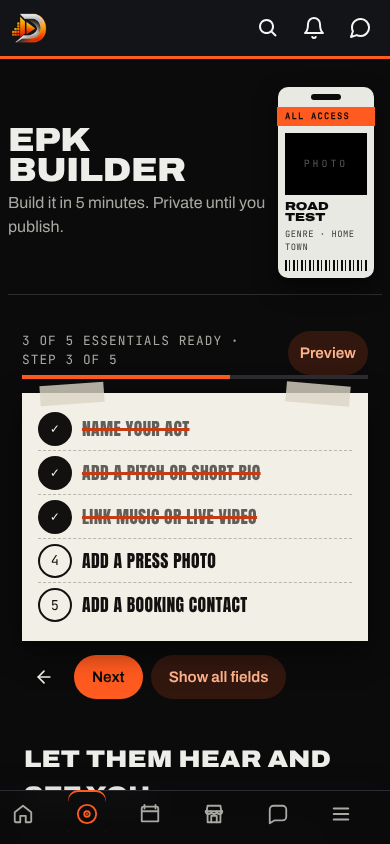 EPK
BUILDER
Build it in 5 minutes. Private until you
publish.
ALL ACCESS
PHOTO
ROAD
TEST
GENRE · HOME
TOWN
3 OF 5 ESSENTIALS READY ·
STEP 3 OF 5
Preview
✓ NAME YOUR ACT
✓ ADD A PITCH OR SHORT BIO
✓ LINK MUSIC OR LIVE VIDEO
4 ADD A PRESS PHOTO
5 ADD A BOOKING CONTACT
Next
Show all fields
LET THEM HEAR AND
SEE YOU